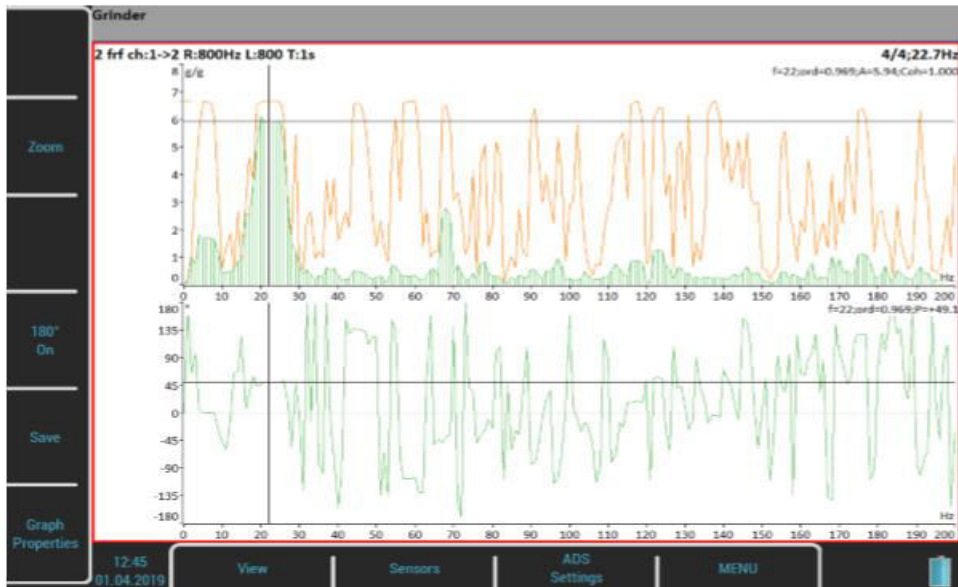 Grinder
2 frf ch:1->2 R:800Hz L:800 T:1s
4/4;22.7Hz
g/g
f=22;ord=0.969;A=5.94;Coh=1.000
8
7
6
5
4
3
2
1
0
Hz
0 10 20 30 40 50 60 70 80 90 100 110 120 130 140 150 160 170 180 190 200
°
f=22;ord=0.969;P=+49.1
180
135
90
45
0
-45
-90
-135
-180
Hz
0 10 20 30 40 50 60 70 80 90 100 110 120 130 140 150 160 170 180 190 200
Zoom
180°
On
Save
Graph
Properties
12:45
01.04.2019
View
Sensors
ADS
Settings
MENU